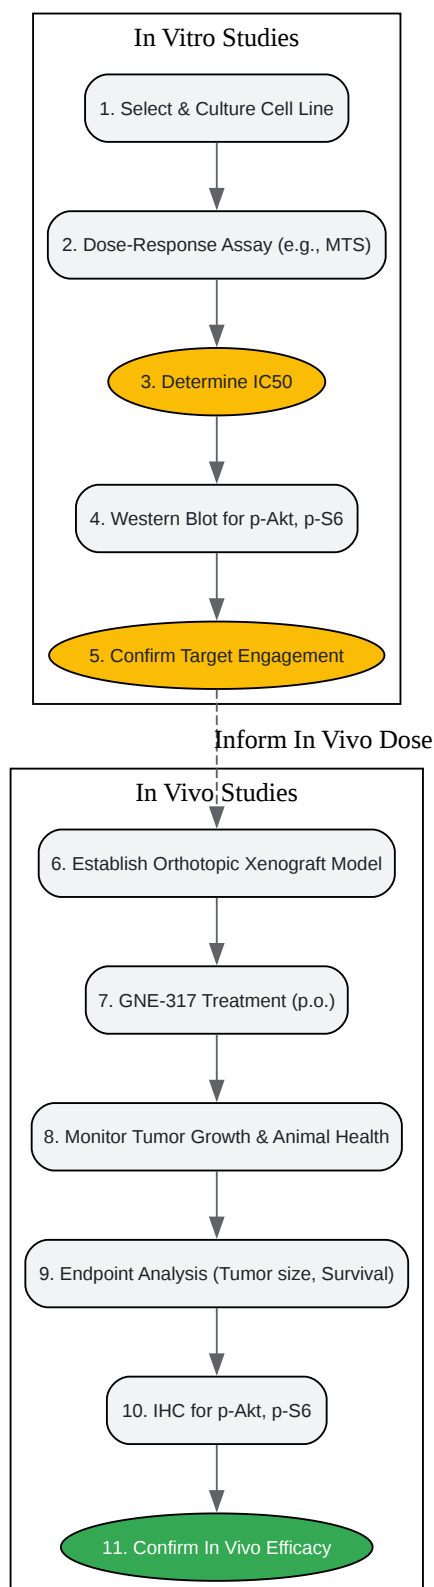 In Vitro Studies
1. Select & Culture Cell Line
2. Dose-Response Assay (e.g., MTS)
3. Determine IC50
4. Western Blot for p-Akt, p-S6
5. Confirm Target Engagement
Inform In Vivo Dose
In Vivo Studies
6. Establish Orthotopic Xenograft Model
7. GNE-317 Treatment (p.o.)
8. Monitor Tumor Growth & Animal Health
9. Endpoint Analysis (Tumor size, Survival)
10. IHC for p-Akt, p-S6
11. Confirm In Vivo Efficacy